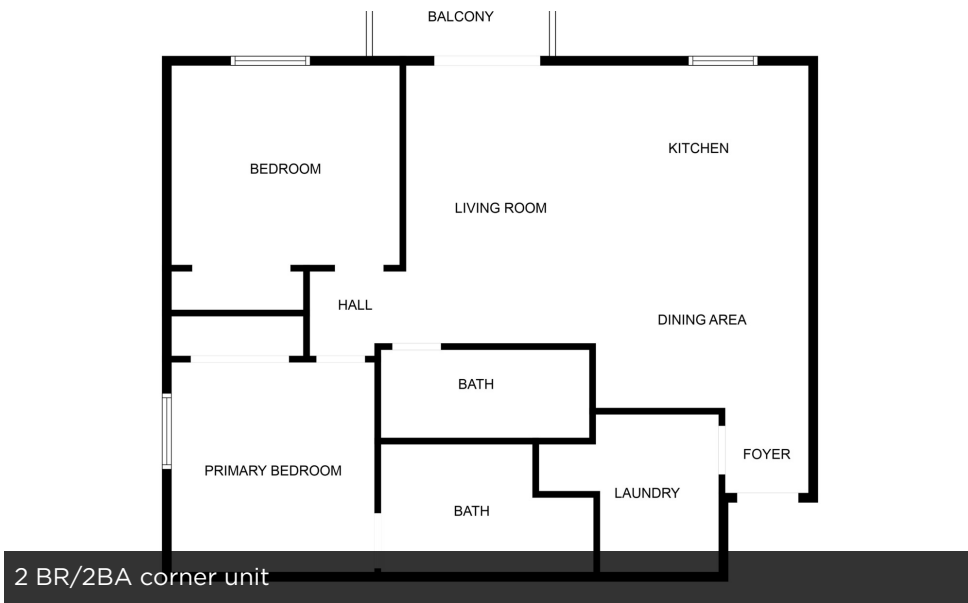 BALCONY
KITCHEN
BEDROOM
LIVING ROOM
HALL
DINING AREA
BATH
FOYER
PRIMARY BEDROOM
LAUNDRY
BATH
2 BR/2BA corner unit